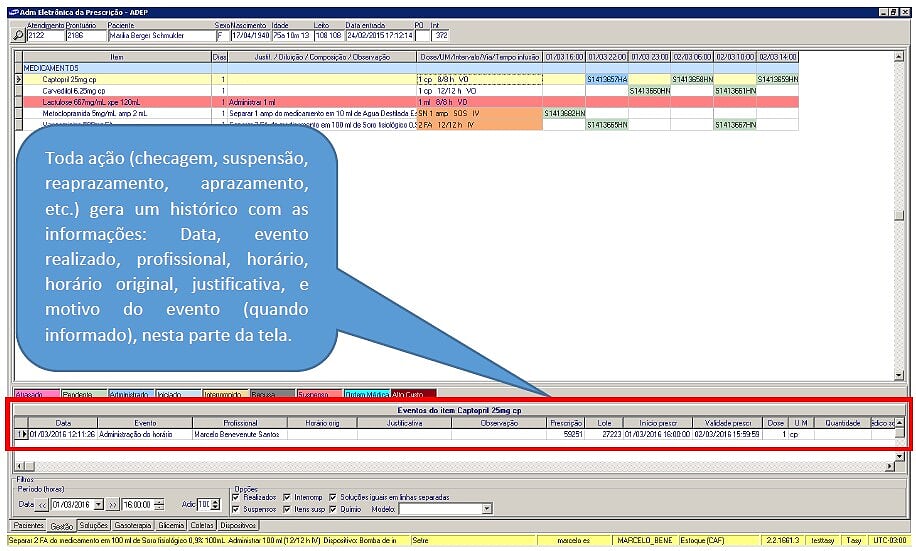 Adm Eletrônica da Prescrição - ADEP
Atendimento Prontuário Paciente Sexo Nascimento Idade Leito Data entrada PO Int
2122 2186 Marilia Berger Schmukler F 17/04/1940 75a 10m 13 108 108 24/02/2015 17:12:14 372
Item Dias Justif. / Diluição / Composição / Observação Dose/UM/Intervalo/Via/Tempo infusão 01/03 16:00 01/03 22:00 01/03 23:00 02/03 06:00 02/03 10:00 02/03 14:00
MEDICAMENTOS
Captopril 25mg cp 1 1 cp 8/8 h VO S1413657HA S1413658HN S1413659HN
Carvedilol 6,25mg cp 1 1 cp 12/12 h VO S1413660HN S1413661HN
Lactulose 667mg/mL xpe 120mL 1 Administrar 1 ml 1 ml 8/8 h VO
Metoclopramida 5mg/mL amp 2 mL 1 Separar 1 amp do medicamento em 10 ml de Agua Destilada Es SN 1 amp SOS IV S1413682HN
1 Separar 2 FA do medicamento em 100 ml de Soro fisiológico 0, 2 FA 12/12 h IV S1413665HN S1413667HN
Toda ação (checagem, suspensão,
reaprazamento, aprazamento,
etc.) gera um histórico com as
informações: Data, evento
realizado, profissional, horário,
horário original, justificativa, e
motivo do evento (quando
informado), nesta parte da tela.
Atrasado Pendente Administrado Iniciado Interrompido Recusa Suspenso Ordem Médica Alto Custo
Eventos do item Captopril 25mg cp
Data Evento Profissional Horário orig Justificativa Observação Prescrição Lote Início prescr Validade prescr Dose U M Quantidade
1 01/03/2016 12:11:26 Administração do horário Marcelo Benevenute Santos 59251 27223 01/03/2016 16:00:00 02/03/2016 15:59:59 1 cp
Filtros
Período (horas) Opções
Data << 01/03/2016 >> 16:00:00 Adic Realizados Interromp Soluções iguais em linhas separadas
Suspensos Itens susp Quimio Modelo:
Pacientes Gestão Soluções Gasoterapia Glicemia Coletas Dispositivos
Separar 2 FA do medicamento em 100 ml de Soro fisiológico 0,9% 100mL. Administrar 100 ml (12/12 h IV) Dispositivo: Bomba de in Setre marcelo es MARCELO_BENE Estoque (CAF) 2.2.1661.3 testtasy Tasy UTC-03:00